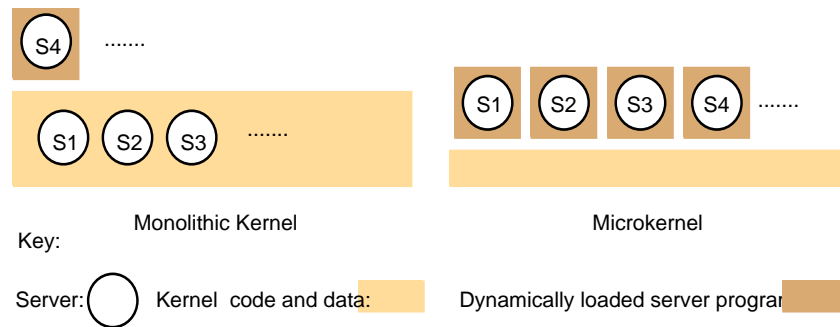 S4 .......
S1 S2 S3 .......
S1 S2 S3 S4 .......
Monolithic Kernel
Microkernel
Key:
Server: Kernel code and data: Dynamically loaded server program